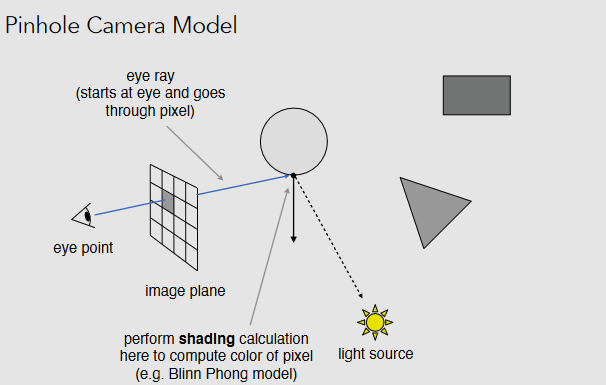 Pinhole Camera Model
eye ray
(starts at eye and goes
through pixel)
eye point
image plane
perform shading calculation
here to compute color of pixel
(e.g. Blinn Phong model)
light source